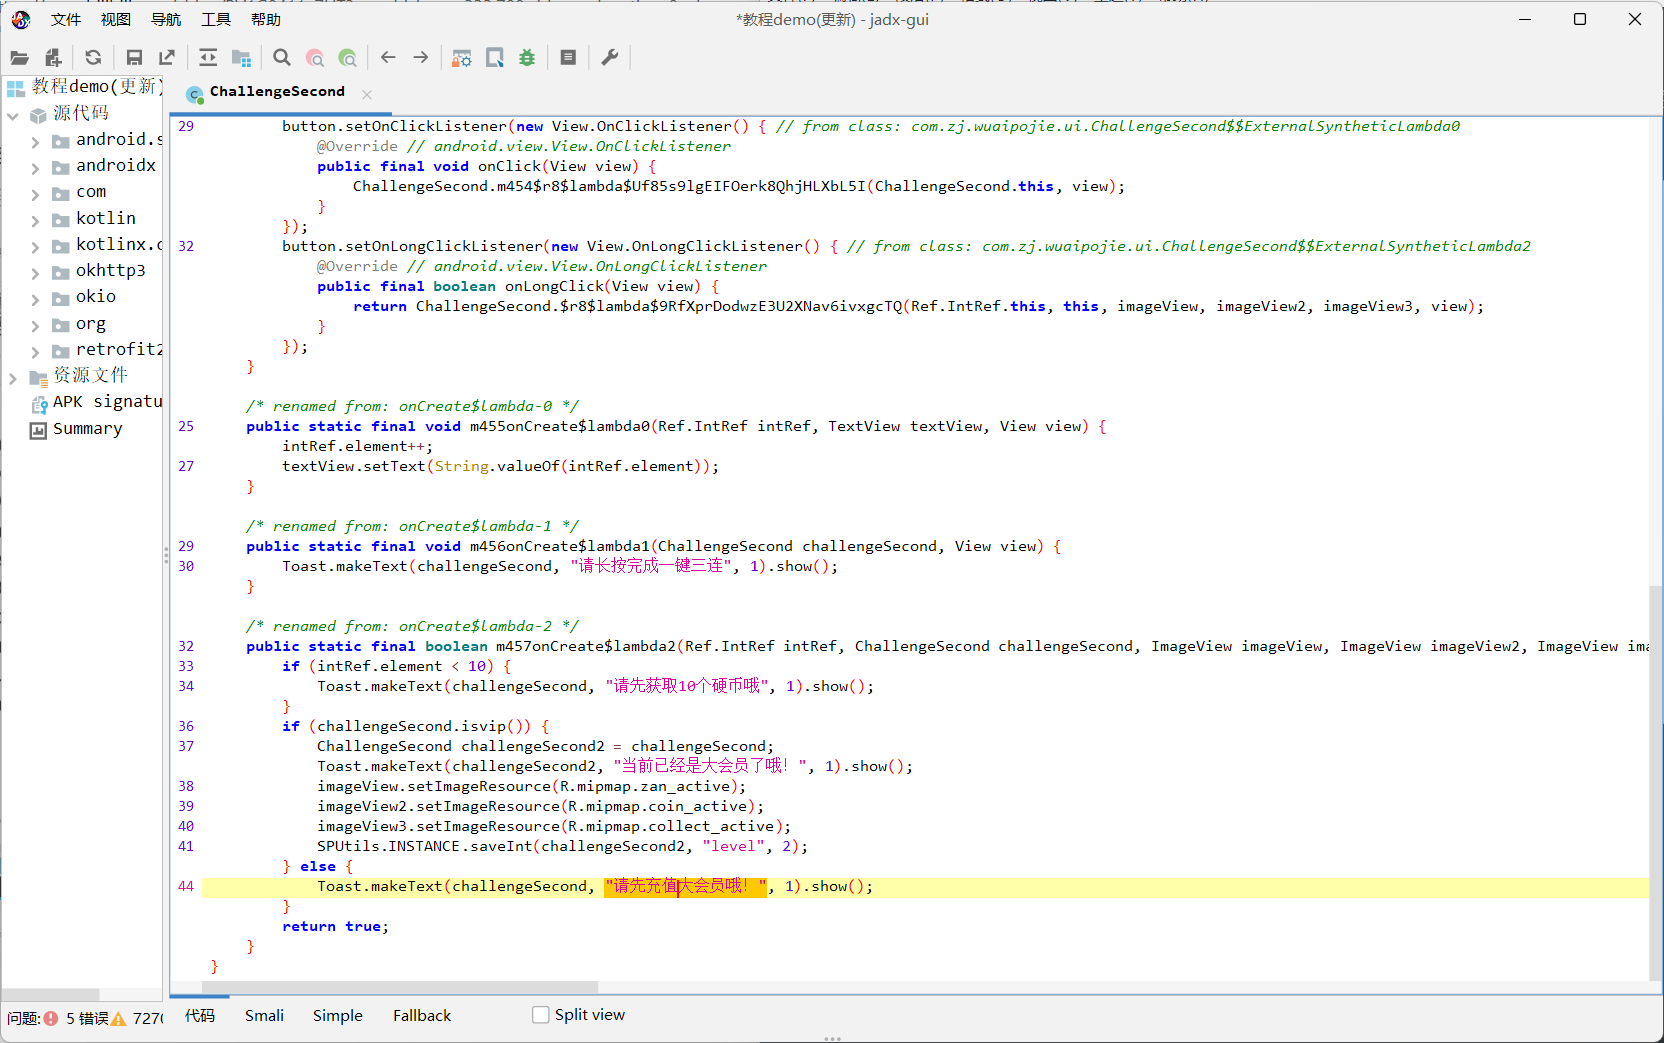 文件 视图 导航 工具 帮助
*教程demo(更新) - jadx-gui
教程demo(更新)
源代码
android.s
androidx
com
kotlin
kotlinx.c
okhttp3
okio
org
retrofit2
资源文件
APK signatu
Summary
ChallengeSecond
29 button.setOnClickListener(new View.OnClickListener() { // from class: com.zj.wuaipojie.ui.ChallengeSecond$$ExternalSyntheticLambda0
@Override // android.view.View.OnClickListener
public final void onClick(View view) {
ChallengeSecond.m454$r8$lambda$Uf85s9lgEIFOerk8QhjHLXbL5I(ChallengeSecond.this, view);
}
});
32 button.setOnLongClickListener(new View.OnLongClickListener() { // from class: com.zj.wuaipojie.ui.ChallengeSecond$$ExternalSyntheticLambda2
@Override // android.view.View.OnLongClickListener
public final boolean onLongClick(View view) {
return ChallengeSecond.$r8$lambda$9RfXprDodwzE3U2XNav6ivxgcTQ(Ref.IntRef.this, this, imageView, imageView2, imageView3, view);
}
});
}
/* renamed from: onCreate$lambda-0 */
25 public static final void m455onCreate$lambda0(Ref.IntRef intRef, TextView textView, View view) {
intRef.element++;
27 textView.setText(String.valueOf(intRef.element));
}
/* renamed from: onCreate$lambda-1 */
29 public static final void m456onCreate$lambda1(ChallengeSecond challengeSecond, View view) {
30 Toast.makeText(challengeSecond, "请长按完成一键三连", 1).show();
}
/* renamed from: onCreate$lambda-2 */
32 public static final boolean m457onCreate$lambda2(Ref.IntRef intRef, ChallengeSecond challengeSecond, ImageView imageView, ImageView imageView2, ImageView ima
33 if (intRef.element < 10) {
34 Toast.makeText(challengeSecond, "请先获取10个硬币哦", 1).show();
}
36 if (challengeSecond.isvip()) {
37 ChallengeSecond challengeSecond2 = challengeSecond;
Toast.makeText(challengeSecond2, "当前已经是大会员了哦！", 1).show();
38 imageView.setImageResource(R.mipmap.zan_active);
39 imageView2.setImageResource(R.mipmap.coin_active);
40 imageView3.setImageResource(R.mipmap.collect_active);
41 SPUtils.INSTANCE.saveInt(challengeSecond2, "level", 2);
} else {
44 Toast.makeText(challengeSecond, "请先充值大会员哦！", 1).show();
}
return true;
}
}
问题: 5 错误 727
代码 Smali Simple Fallback Split view